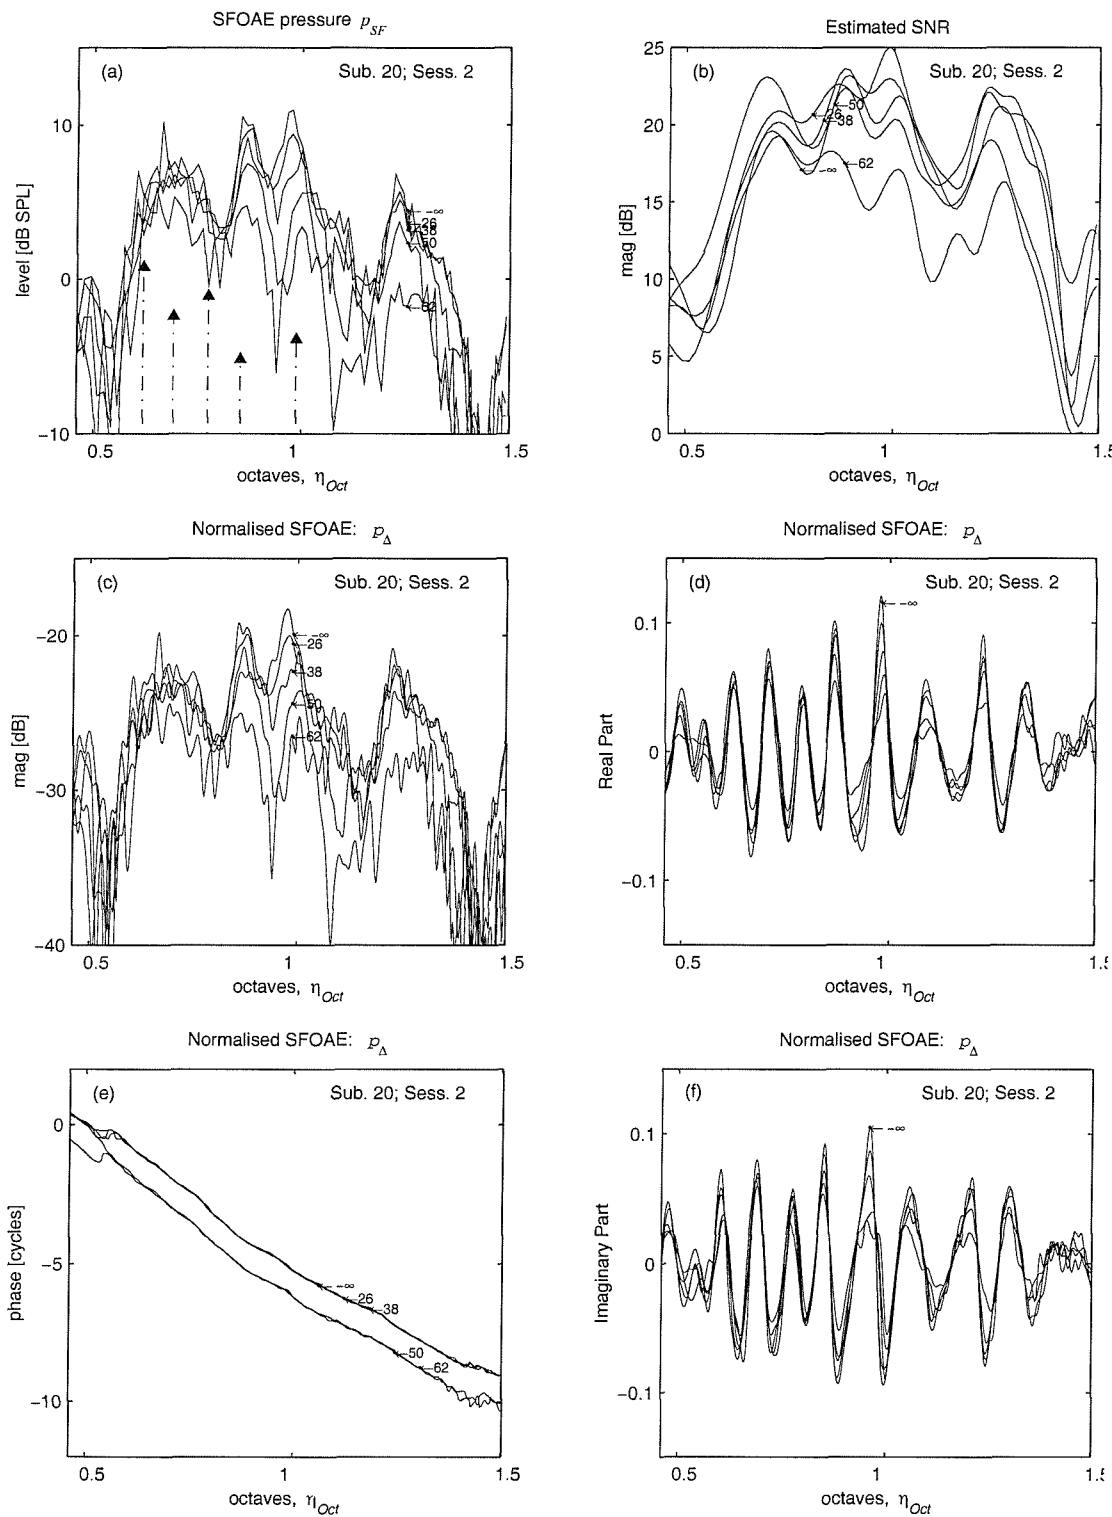 SFOAE pressure p_SF
(a)
Sub. 20; Sess. 2
10
0
−10
level [dB SPL]
−∞
26
38
50
62
0.5
1
1.5
octaves, η_Oct
Estimated SNR
(b)
Sub. 20; Sess. 2
25
20
15
10
5
0
mag [dB]
50
26
38
62
−∞
0.5
1
1.5
octaves, η_Oct
Normalised SFOAE: p_Δ
(c)
Sub. 20; Sess. 2
−20
−30
−40
mag [dB]
−∞
26
38
50
62
0.5
1
1.5
octaves, η_Oct
Normalised SFOAE: p_Δ
(d)
Sub. 20; Sess. 2
0.1
0
−0.1
Real Part
−∞
0.5
1
1.5
octaves, η_Oct
Normalised SFOAE: p_Δ
(e)
Sub. 20; Sess. 2
0
−5
−10
phase [cycles]
−∞
26
38
50
62
0.5
1
1.5
octaves, η_Oct
Normalised SFOAE: p_Δ
(f)
Sub. 20; Sess. 2
0.1
0
−0.1
Imaginary Part
−∞
0.5
1
1.5
octaves, η_Oct